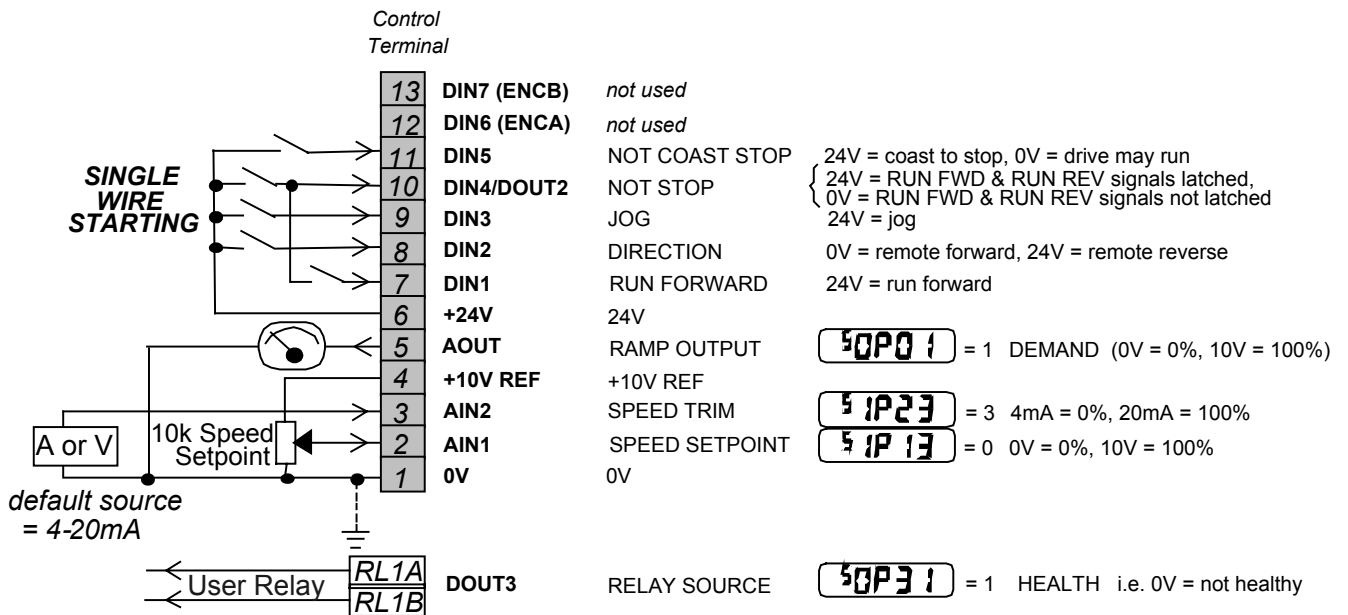 Control
Terminal
13 DIN7 (ENCB) not used
12 DIN6 (ENCA) not used
11 DIN5 NOT COAST STOP 24V = coast to stop, 0V = drive may run
10 DIN4/DOUT2 NOT STOP 24V = RUN FWD & RUN REV signals latched,
0V = RUN FWD & RUN REV signals not latched
SINGLE
WIRE
STARTING
9 DIN3 JOG 24V = jog
8 DIN2 DIRECTION 0V = remote forward, 24V = remote reverse
7 DIN1 RUN FORWARD 24V = run forward
6 +24V 24V
5 AOUT RAMP OUTPUT SOP01 = 1 DEMAND (0V = 0%, 10V = 100%)
4 +10V REF +10V REF
3 AIN2 SPEED TRIM SIP23 = 3 4mA = 0%, 20mA = 100%
A or V
10k Speed
Setpoint
2 AIN1 SPEED SETPOINT SIP13 = 0 0V = 0%, 10V = 100%
1 0V 0V
default source
= 4-20mA
User Relay
RL1A
RL1B
DOUT3 RELAY SOURCE SOP31 = 1 HEALTH i.e. 0V = not healthy